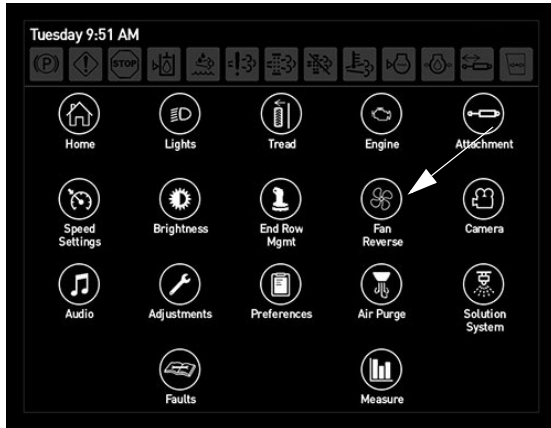 Tuesday 9:51 AM
(P) STOP
Home Lights Tread Engine Attachment
Speed Settings Brightness End Row Mgmt Fan Reverse Camera
Audio Adjustments Preferences Air Purge Solution System
Faults Measure